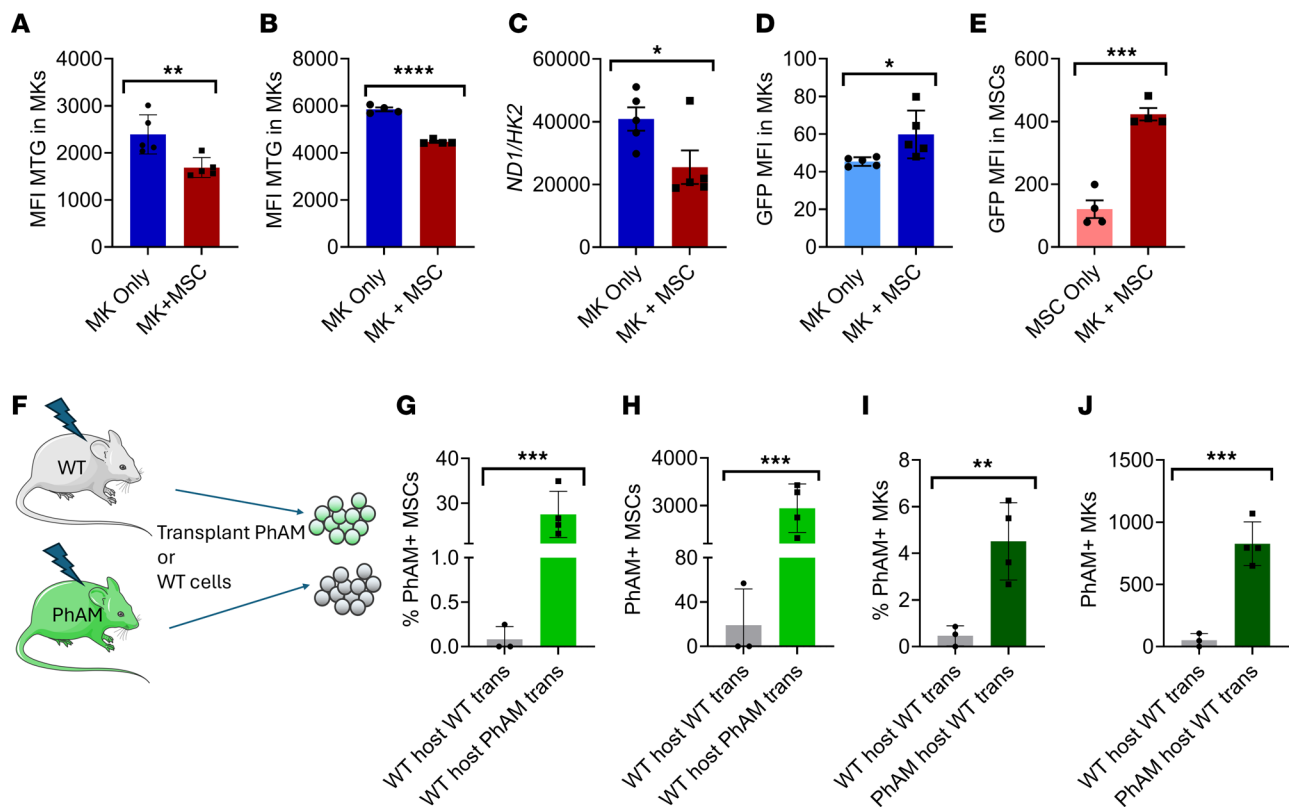 A
MFI MTG in MKs
4000
3000
2000
1000
0
**
MK Only
MK+MSC
B
MFI MTG in MKs
8000
6000
4000
2000
0
****
MK Only
MK + MSC
C
ND1/HK2
60000
40000
20000
0
*
MK Only
MK + MSC
D
GFP MFI in MKs
100
80
60
40
20
0
*
MK Only
MK + MSC
E
GFP MFI in MSCs
600
400
200
0
***
MSC Only
MK + MSC
F
WT
Transplant PhAM
or
WT cells
PhAM
G
% PhAM+ MSCs
40
30
1.0
0.5
0.0
***
WT host WT trans
WT host PhAM trans
H
PhAM+ MSCs
4000
3000
80
40
0
***
WT host WT trans
WT host PhAM trans
I
% PhAM+ MKs
8
6
4
2
0
**
WT host WT trans
PhAM host WT trans
J
PhAM+ MKs
1500
1000
500
0
***
WT host WT trans
PhAM host WT trans